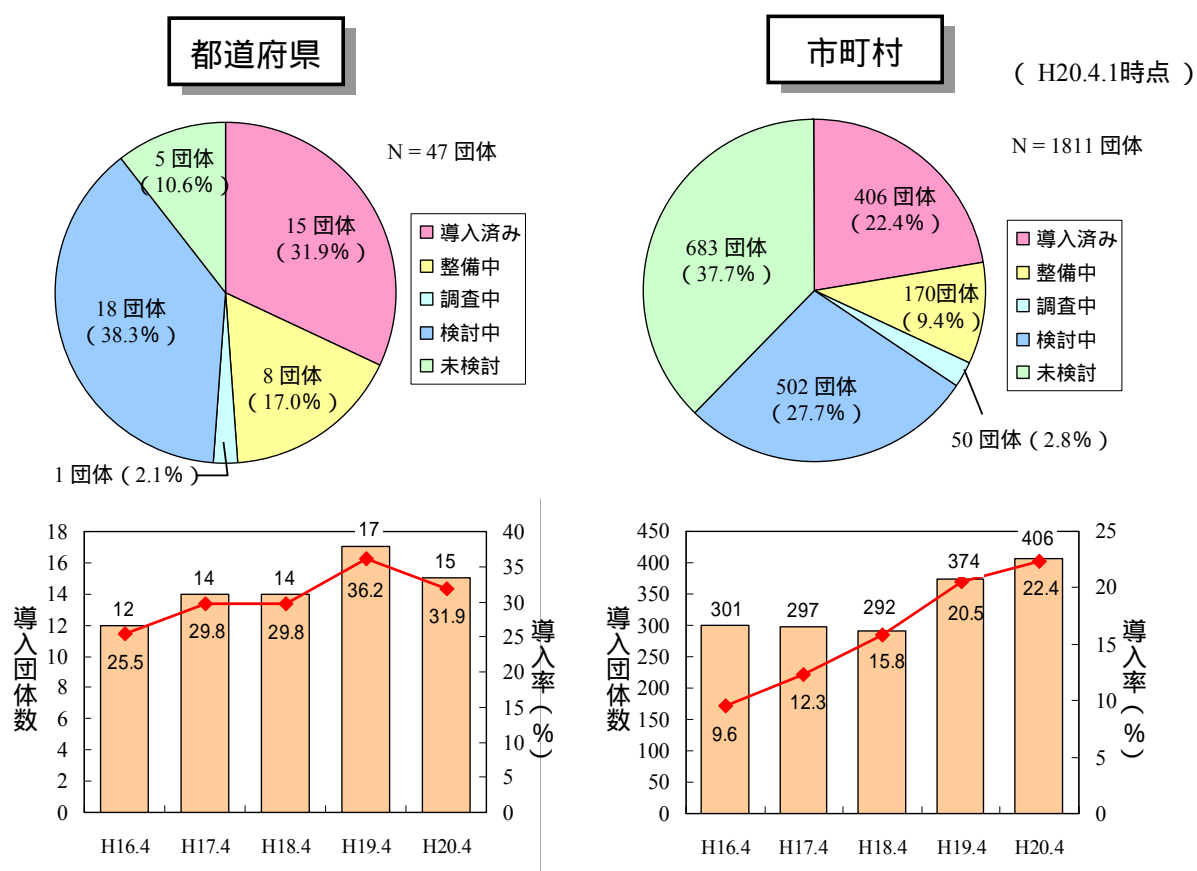 都道府県
市町村
( H20.4.1時点 )
N = 47 団体
5 団体
( 10.6% )
15 団体
( 31.9% )
18 団体
( 38.3% )
8 団体
( 17.0% )
1 団体 ( 2.1% )
導入済み
整備中
調査中
検討中
未検討
N = 1811 団体
406 団体
( 22.4% )
683 団体
( 37.7% )
170団体
( 9.4% )
502 団体
( 27.7% )
50 団体 ( 2.8% )
導入済み
整備中
調査中
検討中
未検討
導入団体数
18
16
14
12
10
8
6
4
2
0
12
14
14
17
15
25.5
29.8
29.8
36.2
31.9
40
35
30
25
20
15
10
5
0
導入率(%)
H16.4
H17.4
H18.4
H19.4
H20.4
導入団体数
450
400
350
300
250
200
150
100
50
0
301
297
292
374
406
9.6
12.3
15.8
20.5
22.4
25
20
15
10
5
0
導入率(%)
H16.4
H17.4
H18.4
H19.4
H20.4